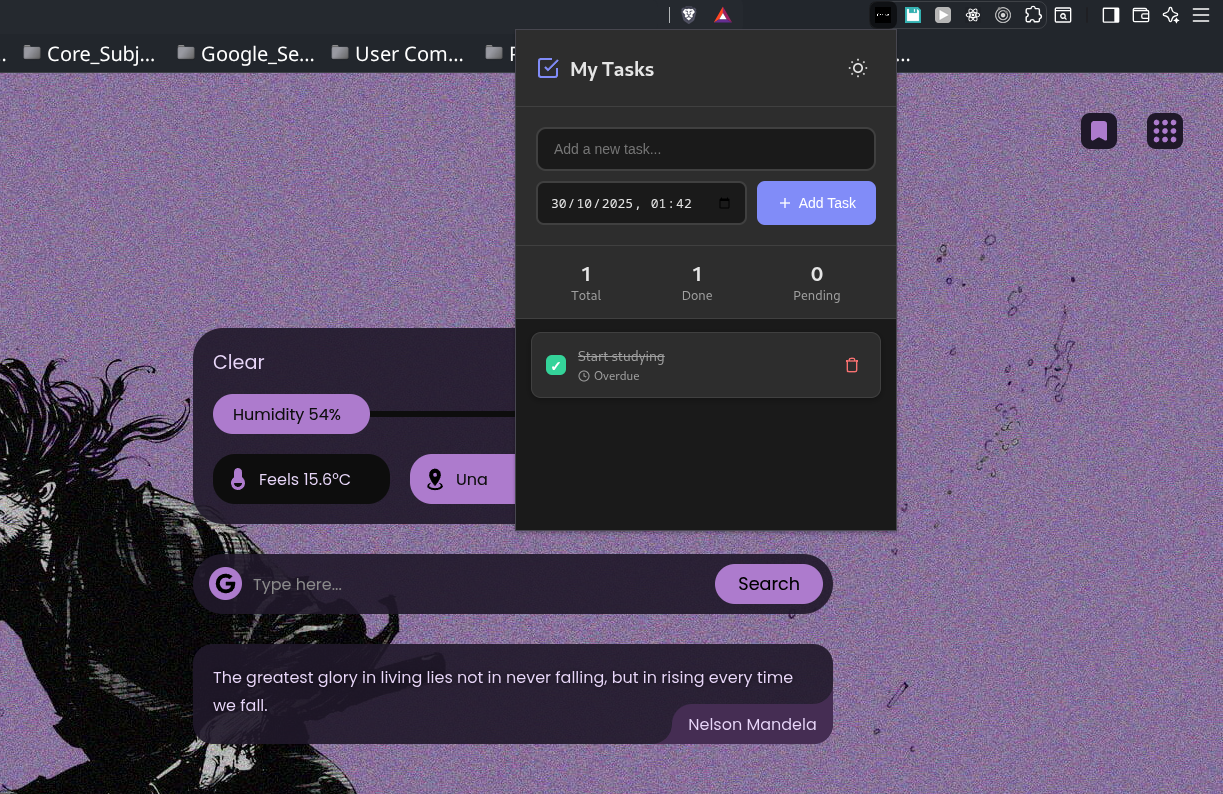 Core_Subj...
Google_Se...
User Com...
My Tasks
Add a new task...
30/10/2025, 01:42
+ Add Task
1
Total
1
Done
0
Pending
Start studying
Overdue
Clear
Humidity 54%
Feels 15.6°C
Una
G
Type here...
Search
The greatest glory in living lies not in never falling, but in rising every time
we fall.
Nelson Mandela